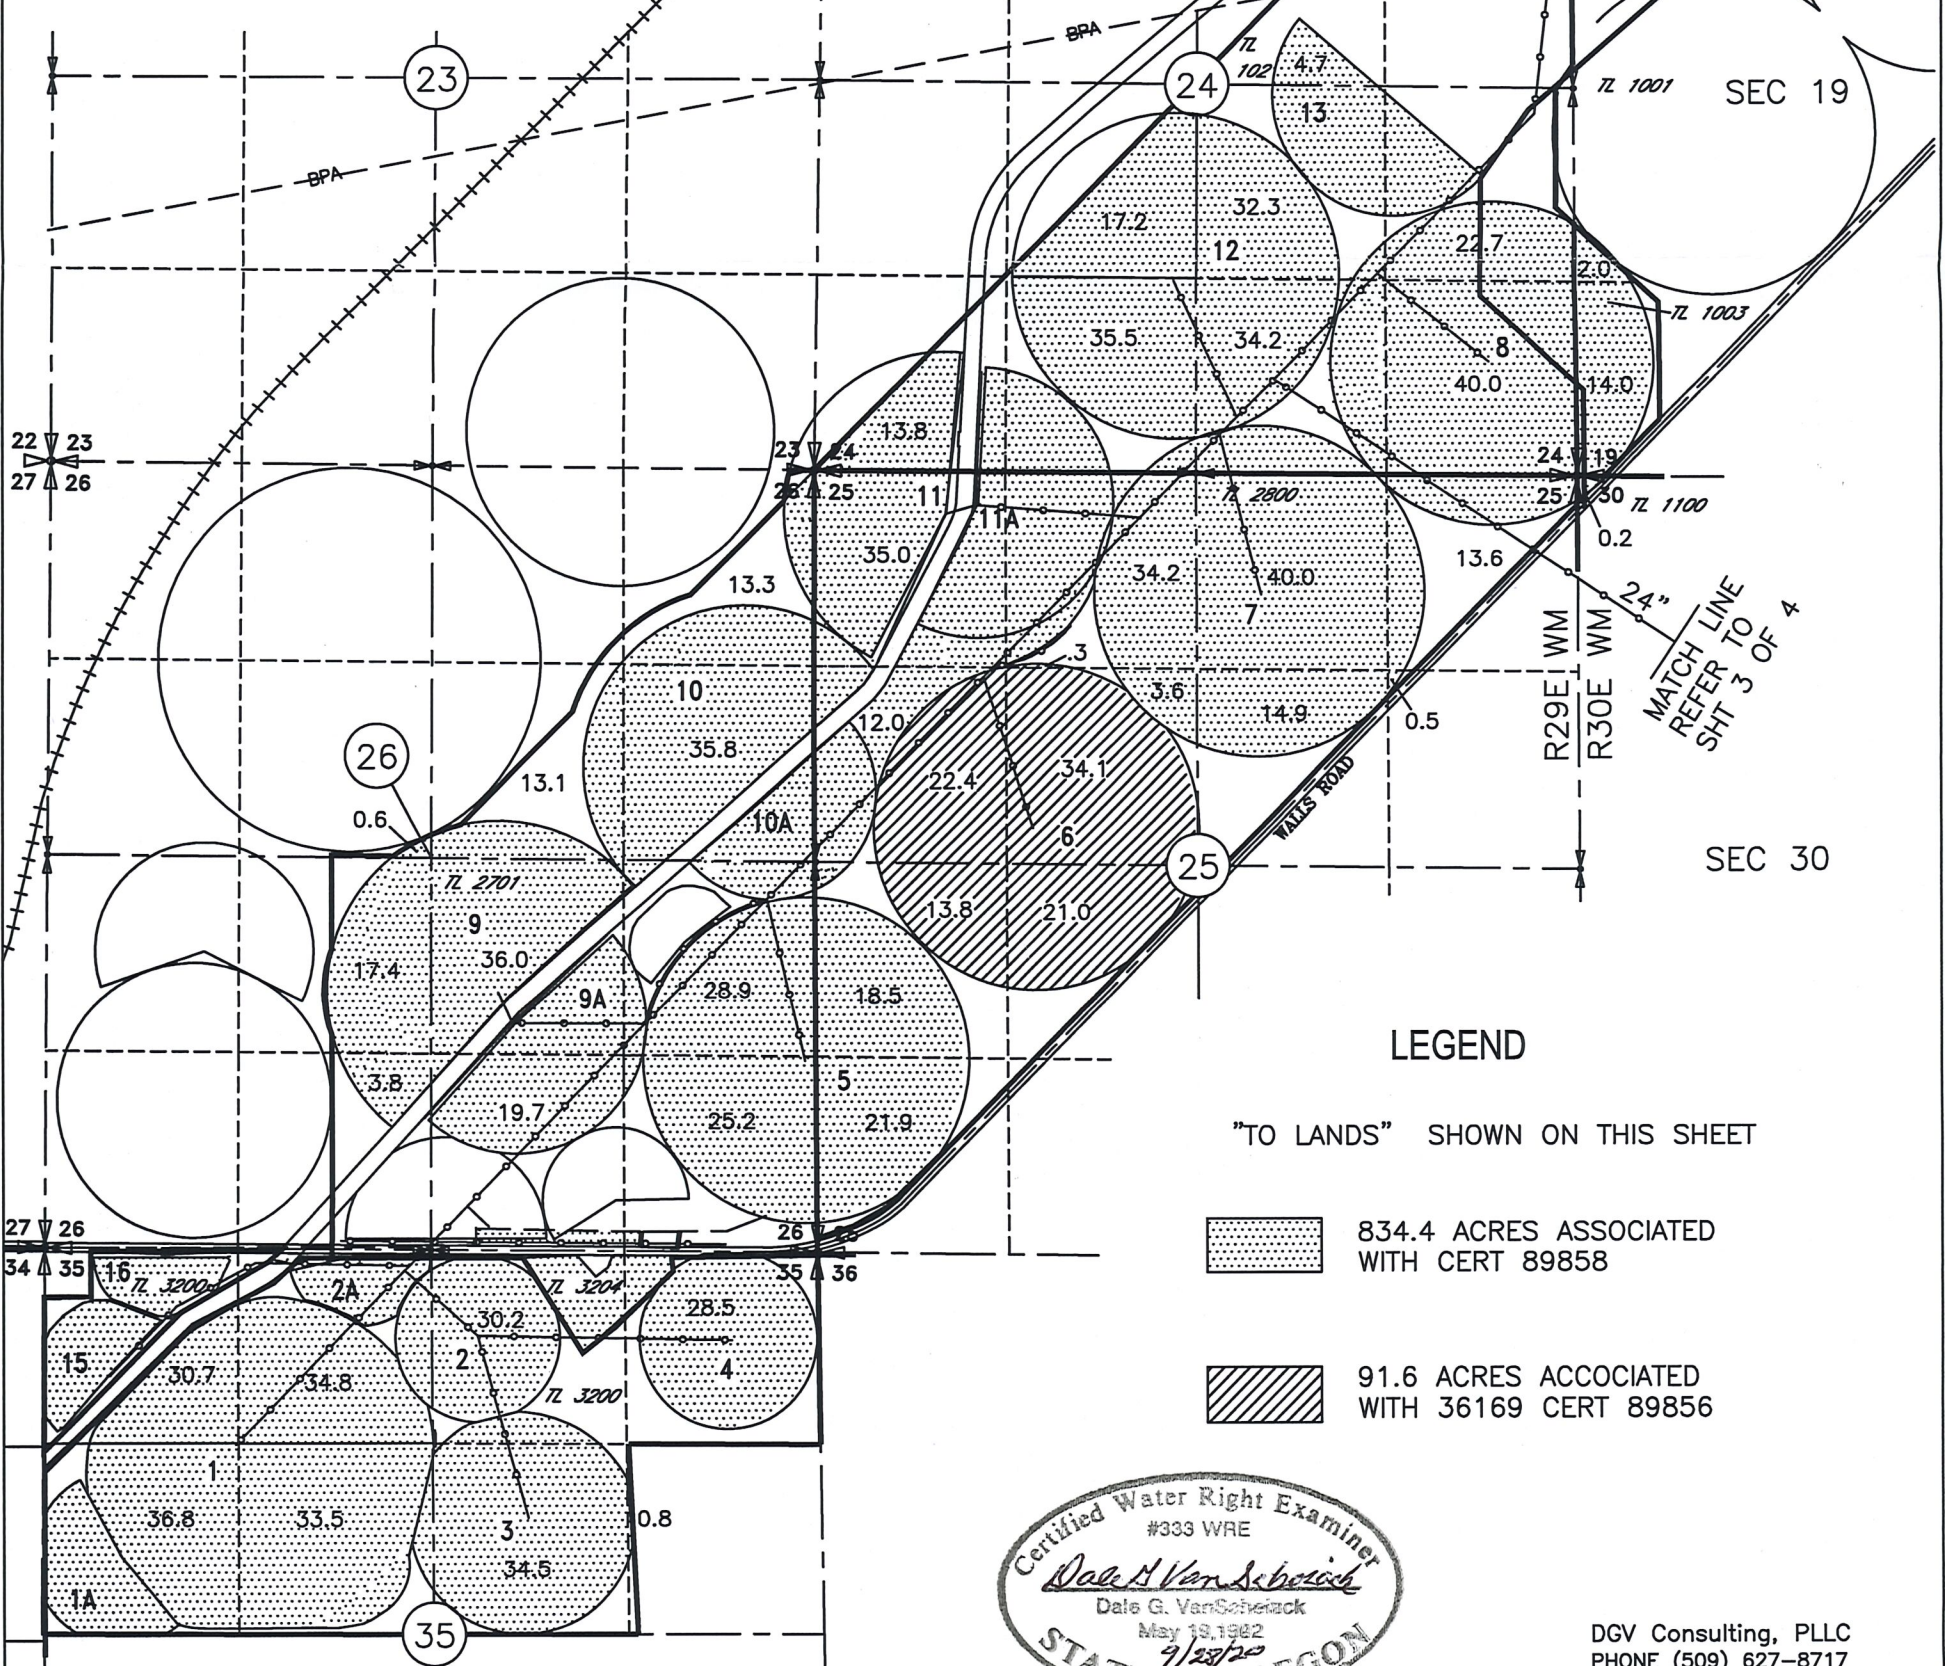 BPA
TL
102
23
24
4.7
13
TL 1001
SEC 19
BPA
17.2
32.3
12
22.7
2.0
TL 1003
35.5
34.2
8
40.0
14.0
13.8
22 23
27 26
23 24
26 25
11
11A
TL 2800
24 19
25 30
TL 1100
0.2
35.0
13.3
34.2
40.0
7
13.6
24"
MATCH LINE
REFER TO
SHT 3 OF 4
R29E WM
R30E WM
.3
10
3.6
14.9
0.5
12.0
35.8
26
13.1
22.4
34.1
WALLS ROAD
0.6
10A
6
25
SEC 30
TL 2701
9
13.8
21.0
17.4
36.0
9A
28.9
18.5
LEGEND
3.8
19.7
5
25.2
21.9
"TO LANDS" SHOWN ON THIS SHEET
27 26
34 35
26
35 36
834.4 ACRES ASSOCIATED
WITH CERT 89858
16
TL 3200
2A
TL 3204
30.2
28.5
15
30.7
34.8
2
4
TL 3200
91.6 ACRES ACCOCIATED
WITH 36169 CERT 89856
1
36.8
33.5
3
0.8
34.5
1A
35
Certified Water Right Examiner
#333 WRE
Dale G. VanScheiack
May 19, 1982
9/28/20
DGV Consulting, PLLC
PHONE (509) 627-8717